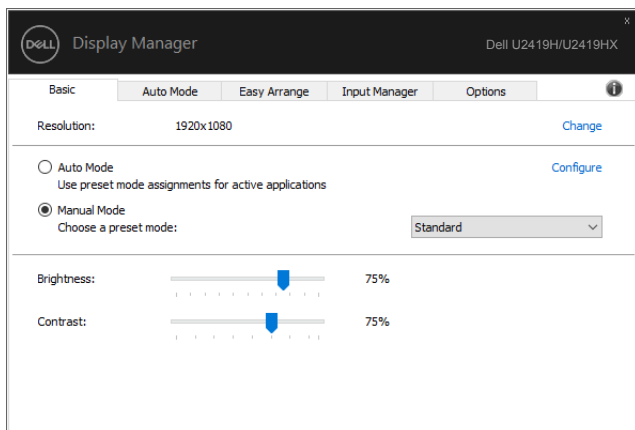 x
DELL Display Manager Dell U2419H/U2419HX
Basic Auto Mode Easy Arrange Input Manager Options i
Resolution: 1920x1080 Change
Auto Mode Configure
Use preset mode assignments for active applications
Manual Mode
Choose a preset mode: Standard
Brightness: 75%
Contrast: 75%